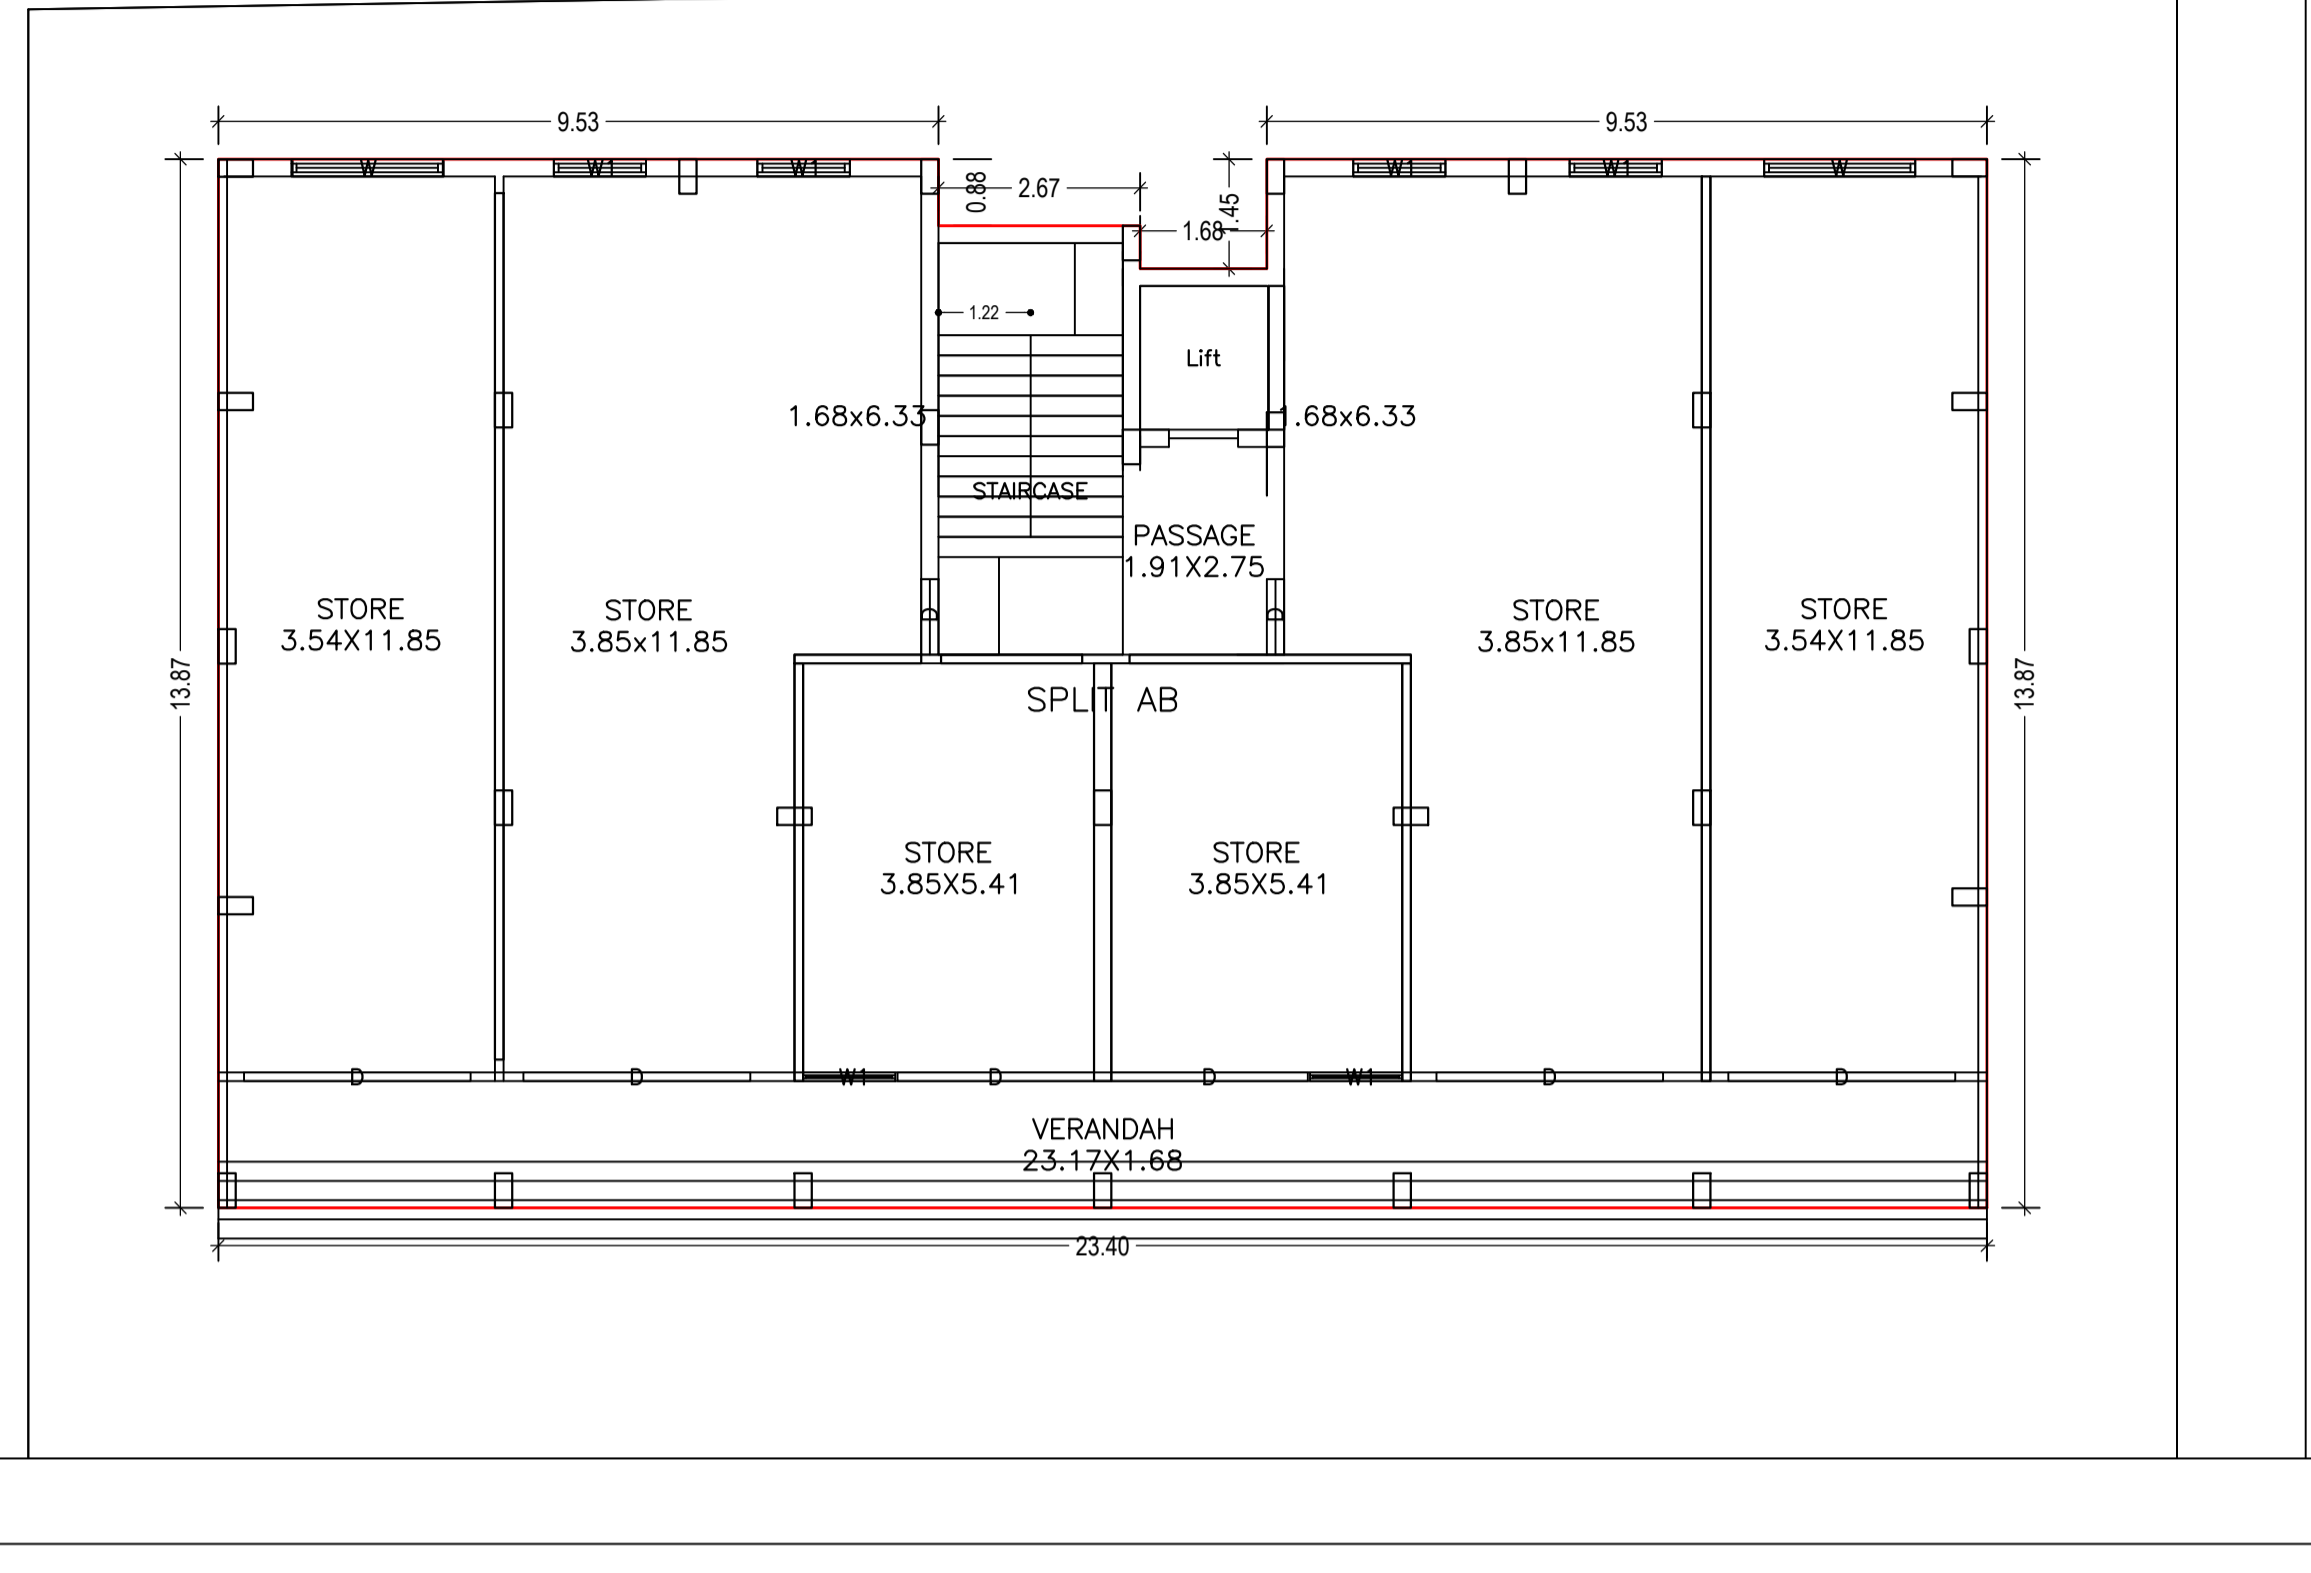 9.53
9.53
W
W1
W1
W1
W1
W
0.88
2.67
1.45
1.68
1.22
Lift
1.68x6.33
1.68x6.33
STAIRCASE
PASSAGE
1.91X2.75
STORE
3.54X11.85
STORE
3.85x11.85
D
D
STORE
3.85x11.85
STORE
3.54X11.85
13.87
13.87
SPLIT AB
STORE
3.85X5.41
STORE
3.85X5.41
D
D
W1
D
D
W1
D
D
VERANDAH
23.17X1.68
23.40